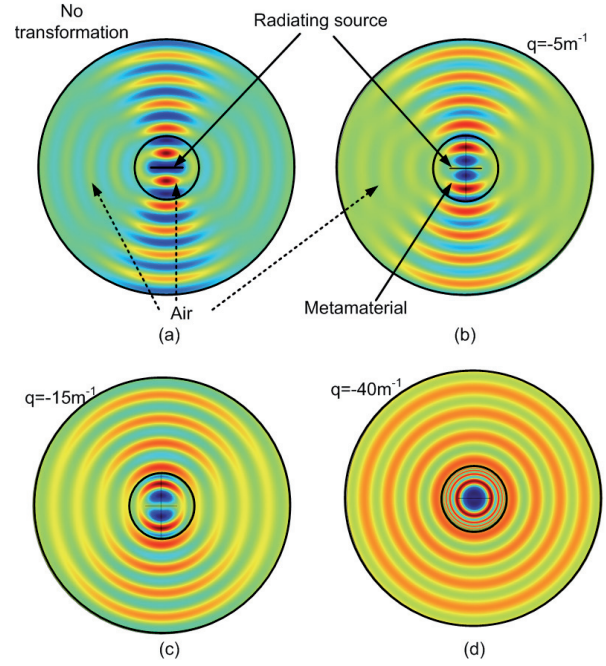 No
transformation
Radiating source
q=-5m⁻¹
Air
Metamaterial
(a)
(b)
q=-15m⁻¹
q=-40m⁻¹
(c)
(d)